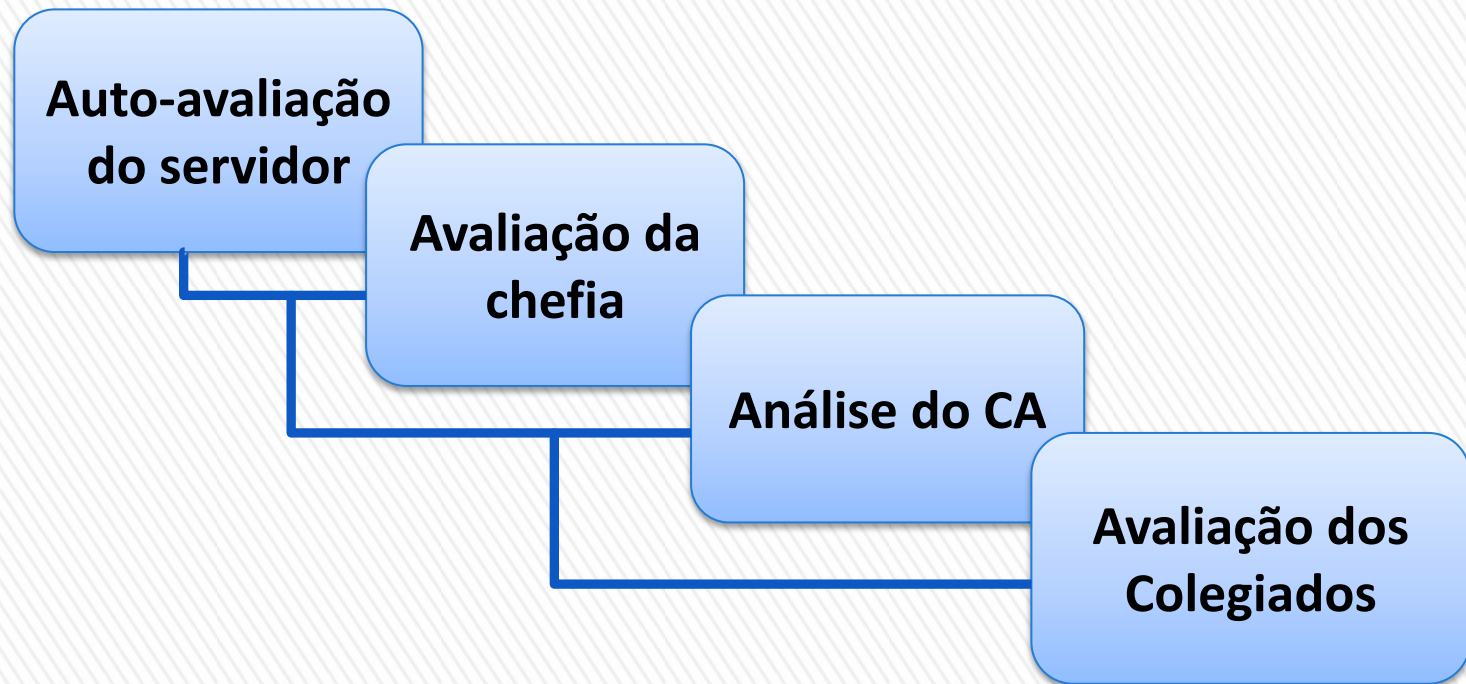 Auto-avaliação
do servidor
Avaliação da
chefia
Análise do CA
Avaliação dos
Colegiados